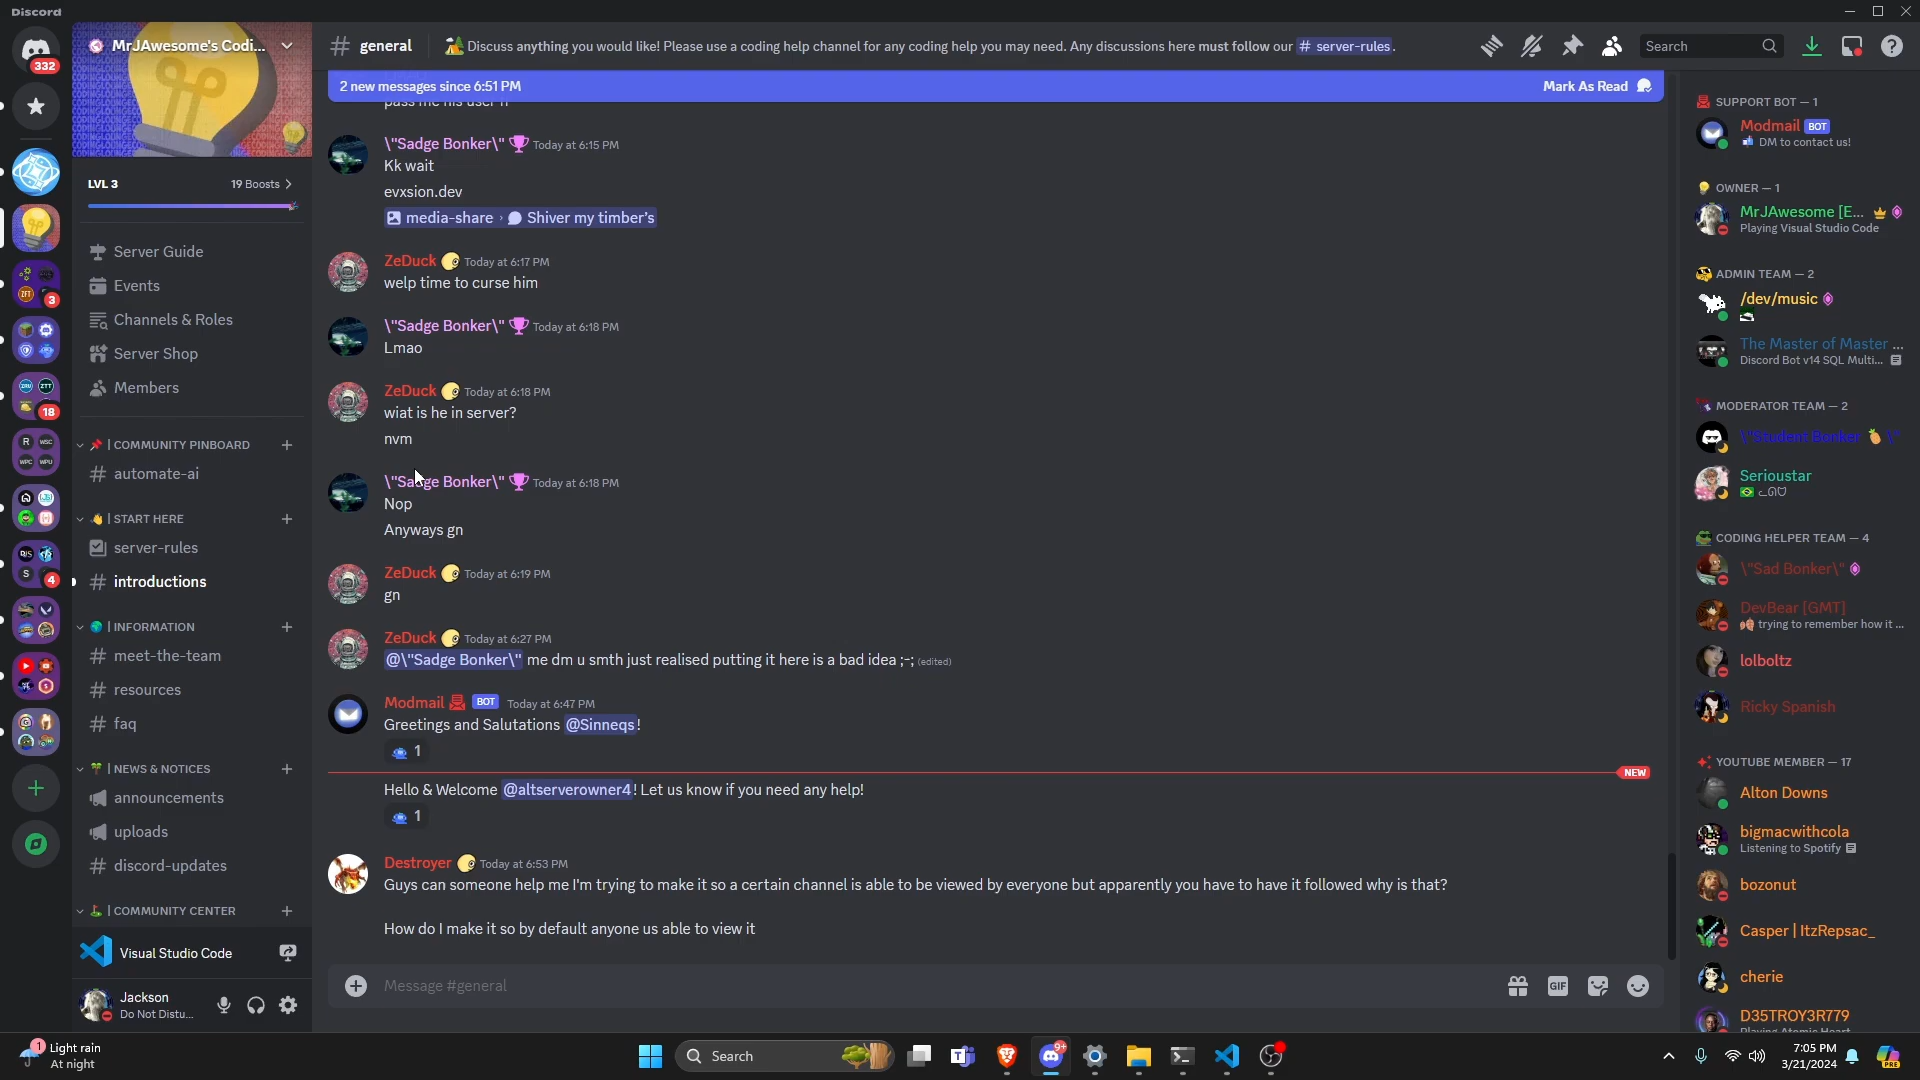 Discord
332
3
18
4
R
WSC
WPC
WPU
MrJAwesome's Codi...
LVL 3
19 Boosts
Server Guide
Events
Channels & Roles
Server Shop
Members
| COMMUNITY PINBOARD
automate-ai
| START HERE
server-rules
introductions
| INFORMATION
meet-the-team
resources
faq
| NEWS & NOTICES
announcements
uploads
discord-updates
| COMMUNITY CENTER
Visual Studio Code
Jackson
Do Not Distu...
general
Discuss anything you would like! Please use a coding help channel for any coding help you may need. Any discussions here must follow our # server-rules.
Search
2 new messages since 6:51 PM
Mark As Read
\"Sadge Bonker\" Today at 6:15 PM
Kk wait
evxsion.dev
media-share › Shiver my timber's
ZeDuck Today at 6:17 PM
welp time to curse him
\"Sadge Bonker\" Today at 6:18 PM
Lmao
ZeDuck Today at 6:18 PM
wiat is he in server?
nvm
\"Sadge Bonker\" Today at 6:18 PM
Nop
Anyways gn
ZeDuck Today at 6:19 PM
gn
ZeDuck Today at 6:27 PM
@\"Sadge Bonker\" me dm u smth just realised putting it here is a bad idea ;-; (edited)
Modmail BOT Today at 6:47 PM
Greetings and Salutations @Sinneqs!
1
NEW
Hello & Welcome @altserverowner4! Let us know if you need any help!
1
Destroyer Today at 6:53 PM
Guys can someone help me I'm trying to make it so a certain channel is able to be viewed by everyone but apparently you have to have it followed why is that?
How do I make it so by default anyone us able to view it
Message #general
GIF
SUPPORT BOT — 1
Modmail BOT
DM to contact us!
OWNER — 1
MrJAwesome [E...
Playing Visual Studio Code
ADMIN TEAM — 2
/dev/music
The Master of Master ...
Discord Bot v14 SQL Multi...
MODERATOR TEAM — 2
\"Student Bonker \"
Serioustar
CODING HELPER TEAM — 4
\"Sad Bonker\"
DevBear [GMT]
trying to remember how it ...
lolboltz
Ricky Spanish
YOUTUBE MEMBER — 17
Alton Downs
bigmacwithcola
Listening to Spotify
bozonut
Casper | ItzRepsac_
cherie
D35TROY3R779
Playing Atomic Heart
1
Light rain
At night
Search
9+
7:05 PM
3/21/2024
PRE